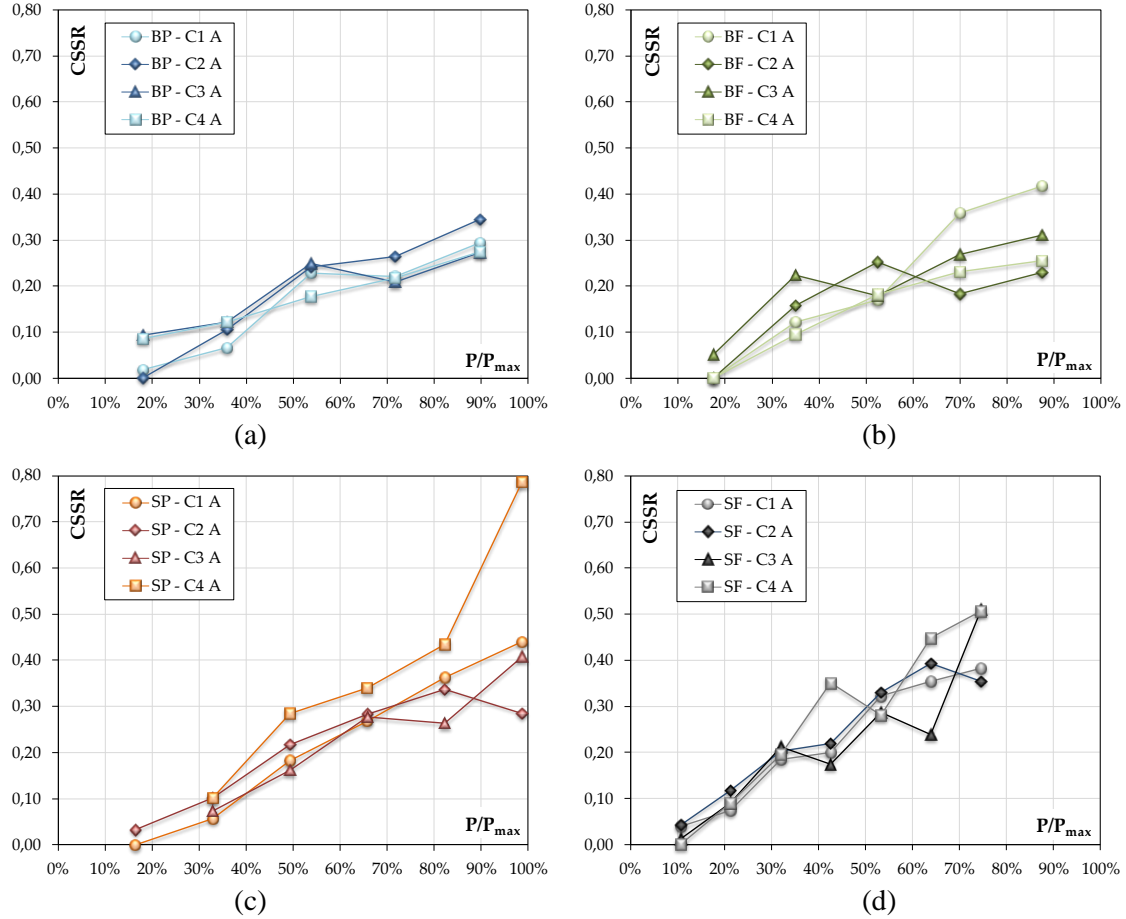 0,80
0,70
0,60
0,50
0,40
0,30
0,20
0,10
0,00
CSSR
BP - C1 A
BP - C2 A
BP - C3 A
BP - C4 A
P/Pmax
0% 10% 20% 30% 40% 50% 60% 70% 80% 90% 100%
(a)
0,80
0,70
0,60
0,50
0,40
0,30
0,20
0,10
0,00
CSSR
BF - C1 A
BF - C2 A
BF - C3 A
BF - C4 A
P/Pmax
0% 10% 20% 30% 40% 50% 60% 70% 80% 90% 100%
(b)
0,80
0,70
0,60
0,50
0,40
0,30
0,20
0,10
0,00
CSSR
SP - C1 A
SP - C2 A
SP - C3 A
SP - C4 A
P/Pmax
0% 10% 20% 30% 40% 50% 60% 70% 80% 90% 100%
(c)
0,80
0,70
0,60
0,50
0,40
0,30
0,20
0,10
0,00
CSSR
SF - C1 A
SF - C2 A
SF - C3 A
SF - C4 A
P/Pmax
0% 10% 20% 30% 40% 50% 60% 70% 80% 90% 100%
(d)